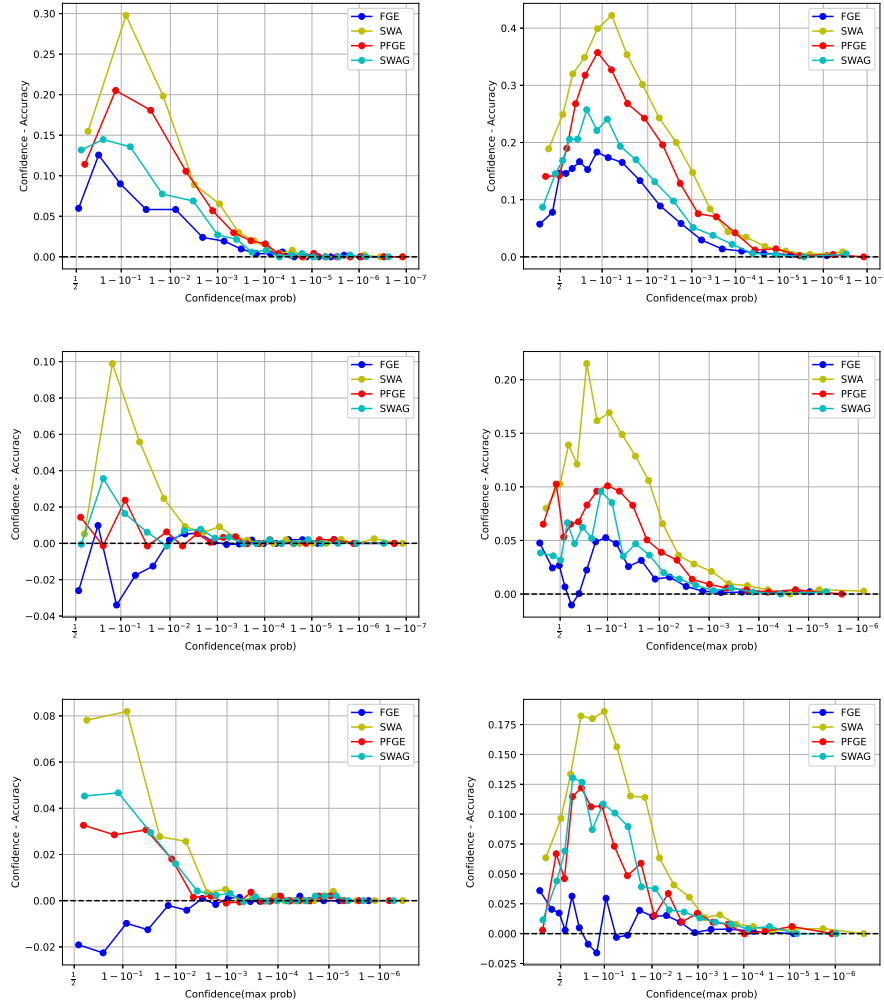 FGE
SWA
PFGE
SWAG
Confidence - Accuracy
0.30
0.25
0.20
0.15
0.10
0.05
0.00
1/2 1 − 10⁻¹ 1 − 10⁻² 1 − 10⁻³ 1 − 10⁻⁴ 1 − 10⁻⁵ 1 − 10⁻⁶ 1 − 10⁻⁷
Confidence(max prob)
FGE
SWA
PFGE
SWAG
Confidence - Accuracy
0.4
0.3
0.2
0.1
0.0
1/2 1 − 10⁻¹ 1 − 10⁻² 1 − 10⁻³ 1 − 10⁻⁴ 1 − 10⁻⁵ 1 − 10⁻⁶
Confidence(max prob)
FGE
SWA
PFGE
SWAG
Confidence - Accuracy
0.10
0.08
0.06
0.04
0.02
0.00
−0.02
−0.04
1/2 1 − 10⁻¹ 1 − 10⁻² 1 − 10⁻³ 1 − 10⁻⁴ 1 − 10⁻⁵ 1 − 10⁻⁶ 1 − 10⁻⁷
Confidence(max prob)
FGE
SWA
PFGE
SWAG
Confidence - Accuracy
0.20
0.15
0.10
0.05
0.00
1/2 1 − 10⁻¹ 1 − 10⁻² 1 − 10⁻³ 1 − 10⁻⁴ 1 − 10⁻⁵ 1 − 10⁻⁶
Confidence(max prob)
FGE
SWA
PFGE
SWAG
Confidence - Accuracy
0.08
0.06
0.04
0.02
0.00
−0.02
1/2 1 − 10⁻¹ 1 − 10⁻² 1 − 10⁻³ 1 − 10⁻⁴ 1 − 10⁻⁵ 1 − 10⁻⁶
Confidence(max prob)
FGE
SWA
PFGE
SWAG
Confidence - Accuracy
0.175
0.150
0.125
0.100
0.075
0.050
0.025
0.000
−0.025
1/2 1 − 10⁻¹ 1 − 10⁻² 1 − 10⁻³ 1 − 10⁻⁴ 1 − 10⁻⁵ 1 − 10⁻⁶
Confidence(max prob)